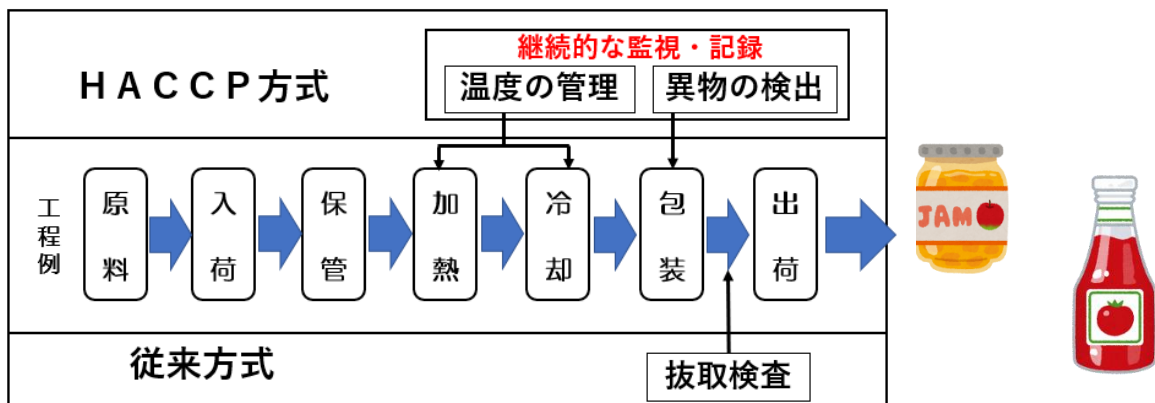 継続的な監視・記録
HACCP方式
温度の管理
異物の検出
工程例
原料
入荷
保管
加熱
冷却
包装
出荷
JAM
従来方式
抜取検査